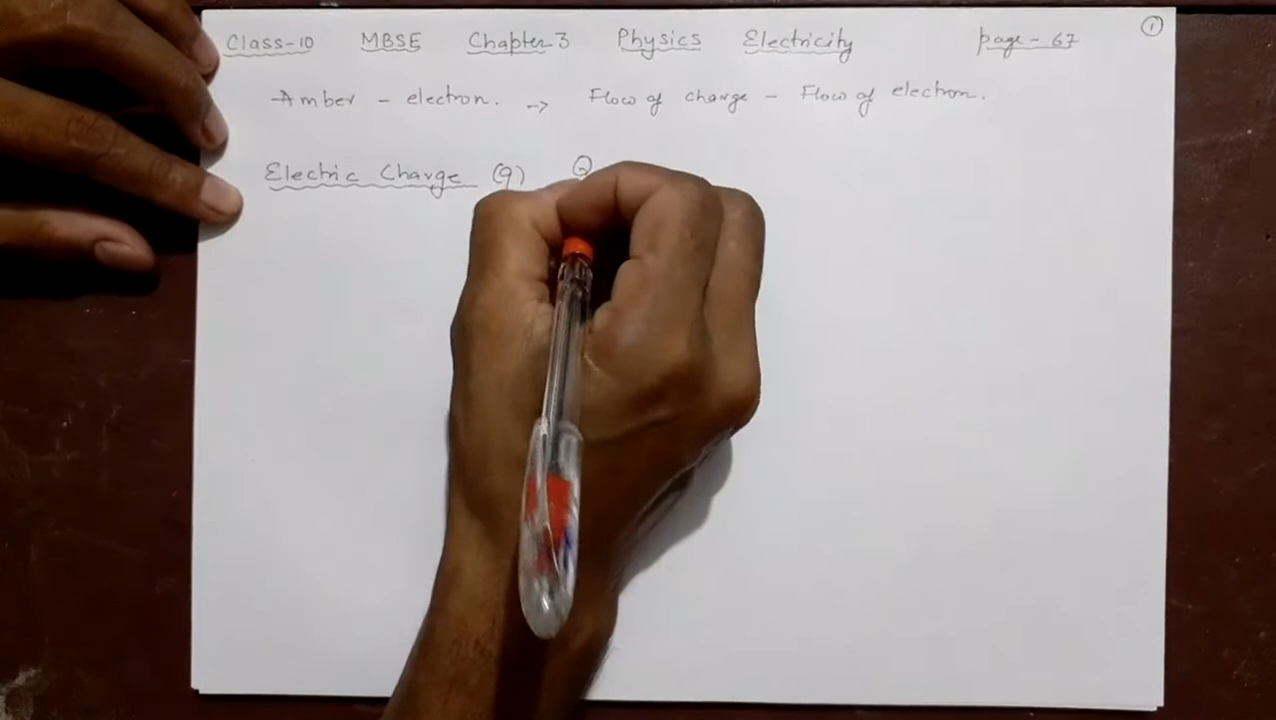 Class-10 MBSE Chapter 3 Physics Electricity page - 67 1
Amber - electron. → Flow of charge - Flow of electron.
Electric Charge (q) Q